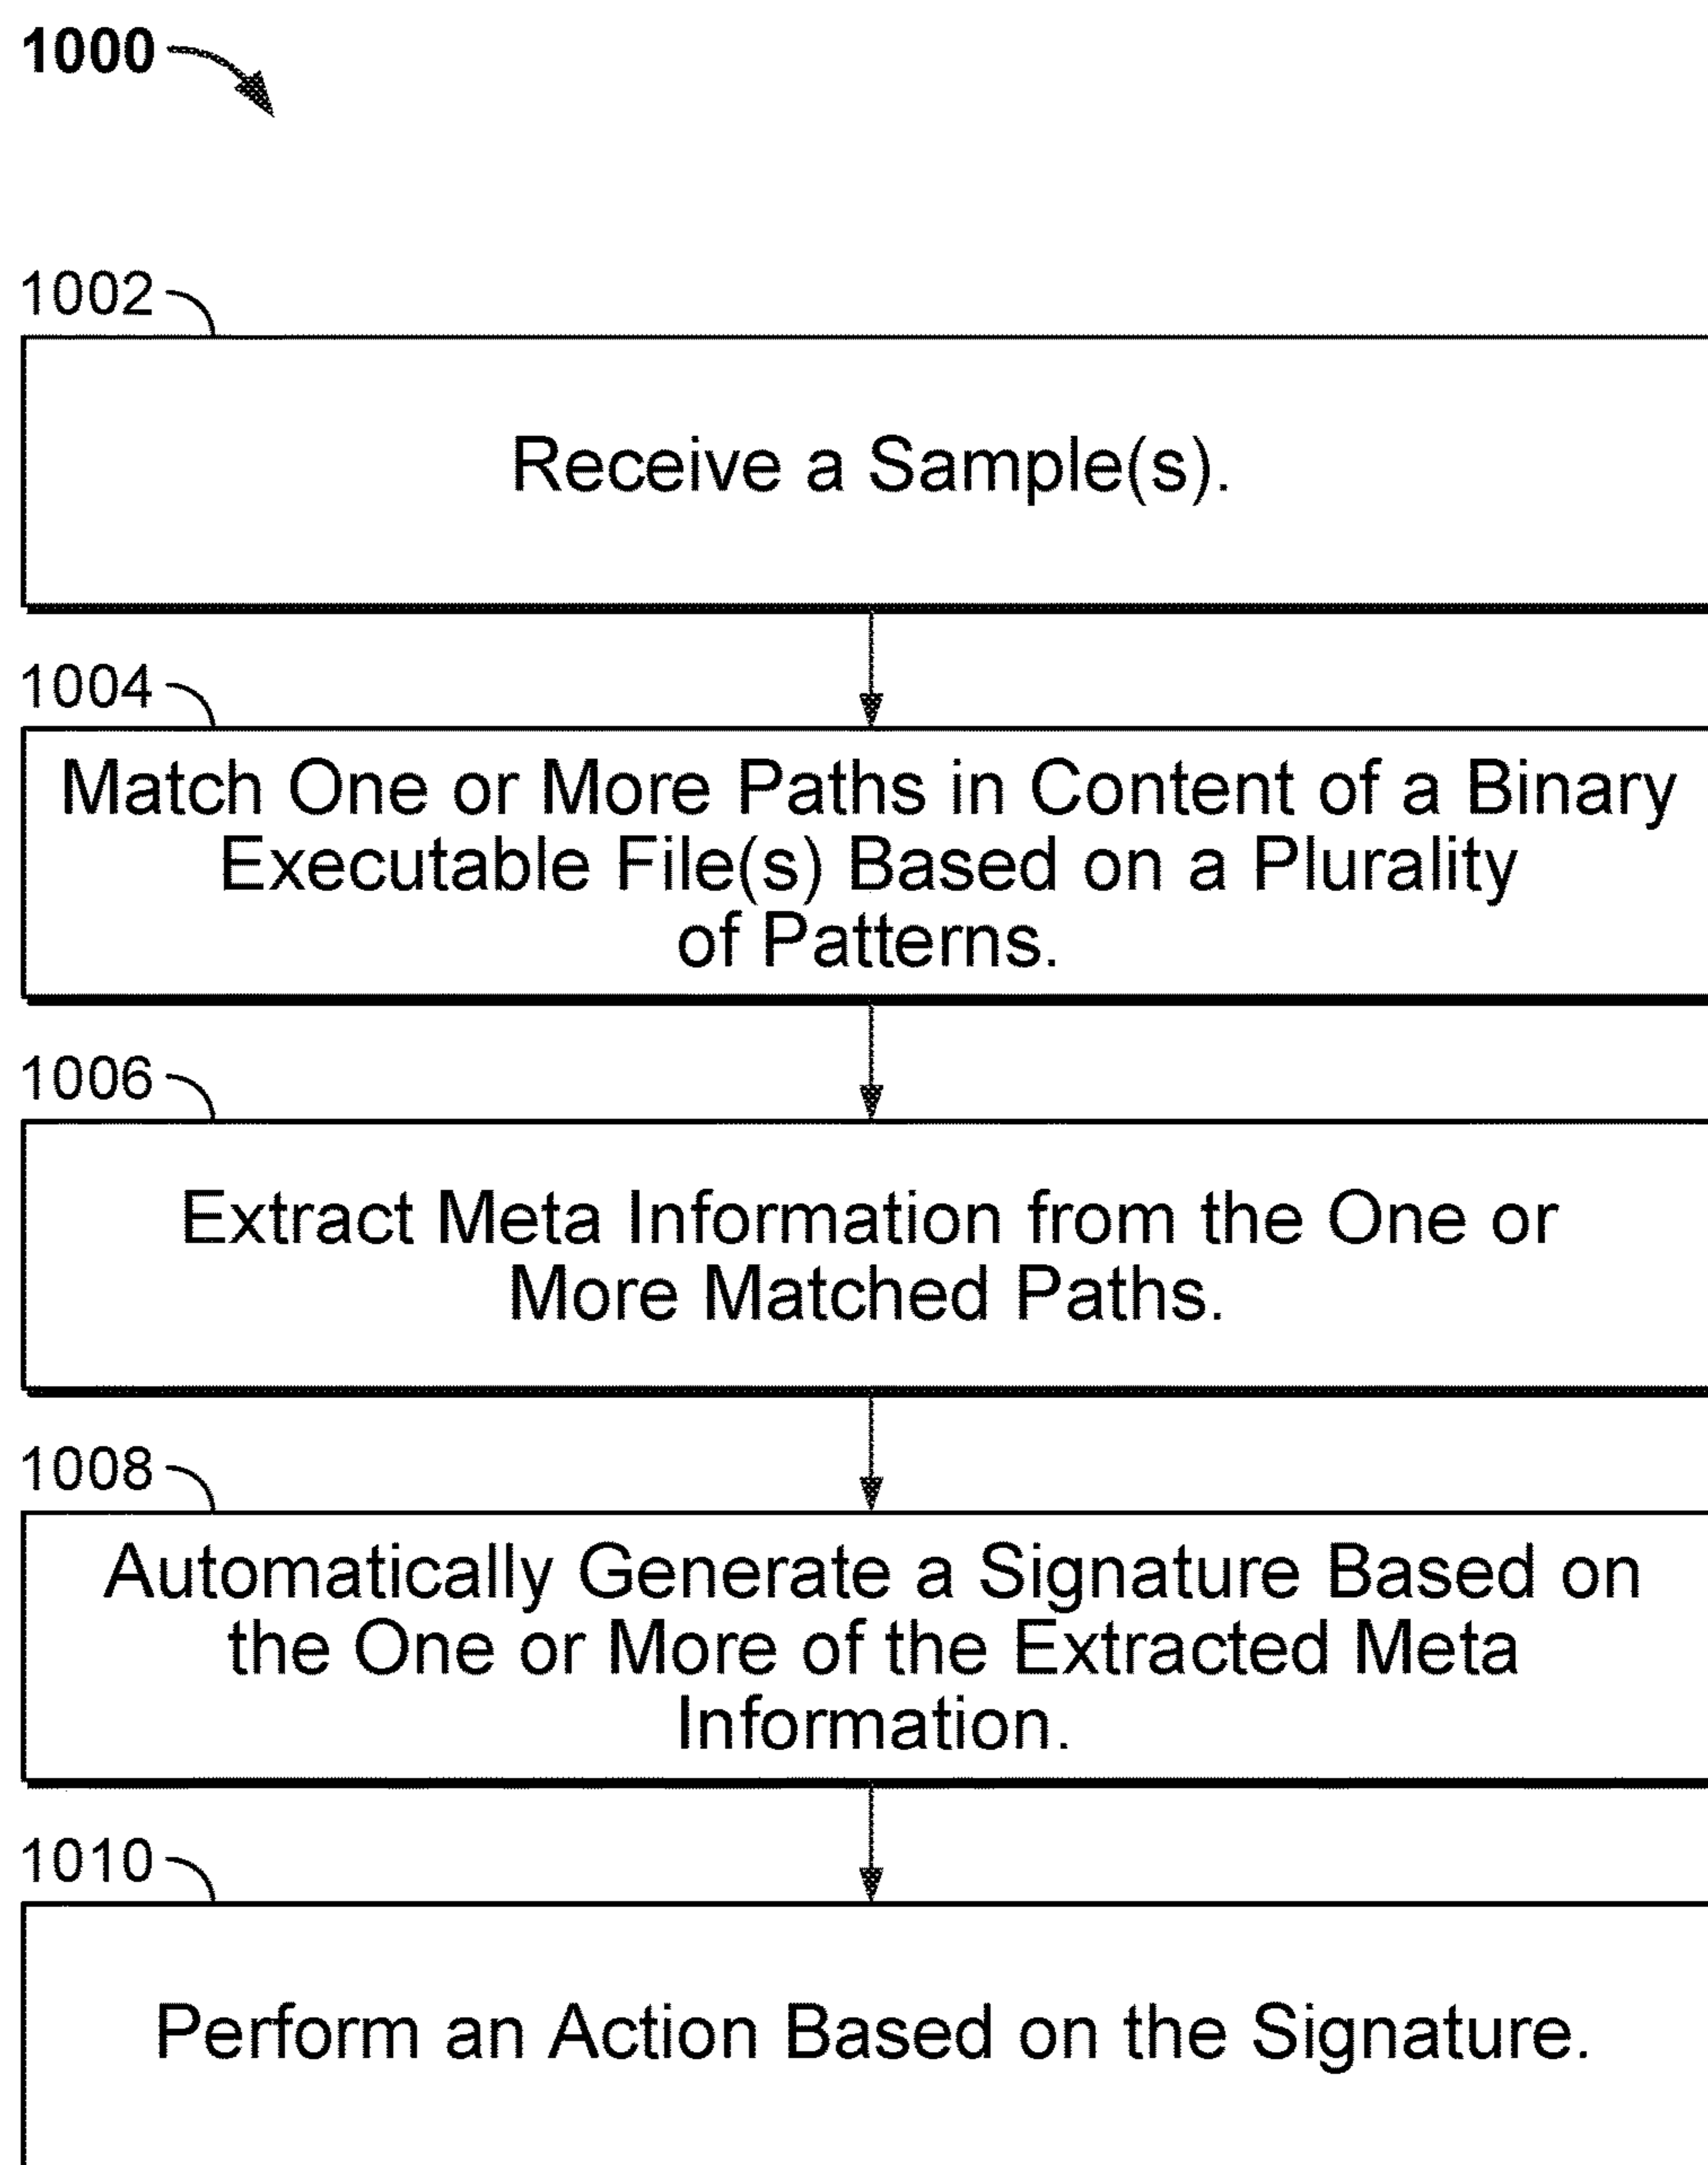 1000
1002
Receive a Sample(s).
1004
Match One or More Paths in Content of a Binary
Executable File(s) Based on a Plurality
of Patterns.
1006
Extract Meta Information from the One or
More Matched Paths.
1008
Automatically Generate a Signature Based on
the One or More of the Extracted Meta
Information.
1010
Perform an Action Based on the Signature.